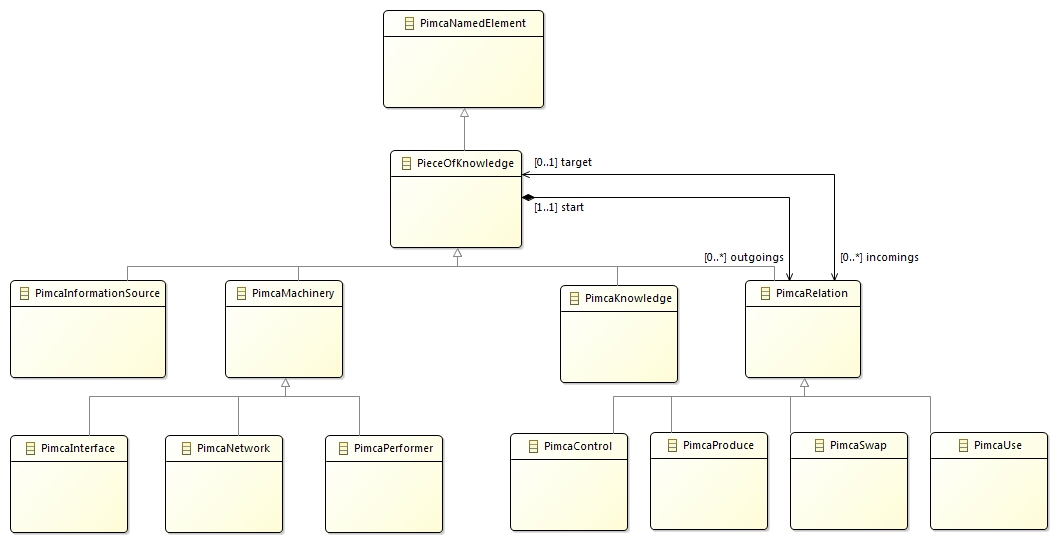 PimcaNamedElement
PieceOfKnowledge
[0..1] target
[1..1] start
[0..*] outgoings
[0..*] incomings
PimcaInformationSource
PimcaMachinery
PimcaKnowledge
PimcaRelation
PimcaInterface
PimcaNetwork
PimcaPerformer
PimcaControl
PimcaProduce
PimcaSwap
PimcaUse